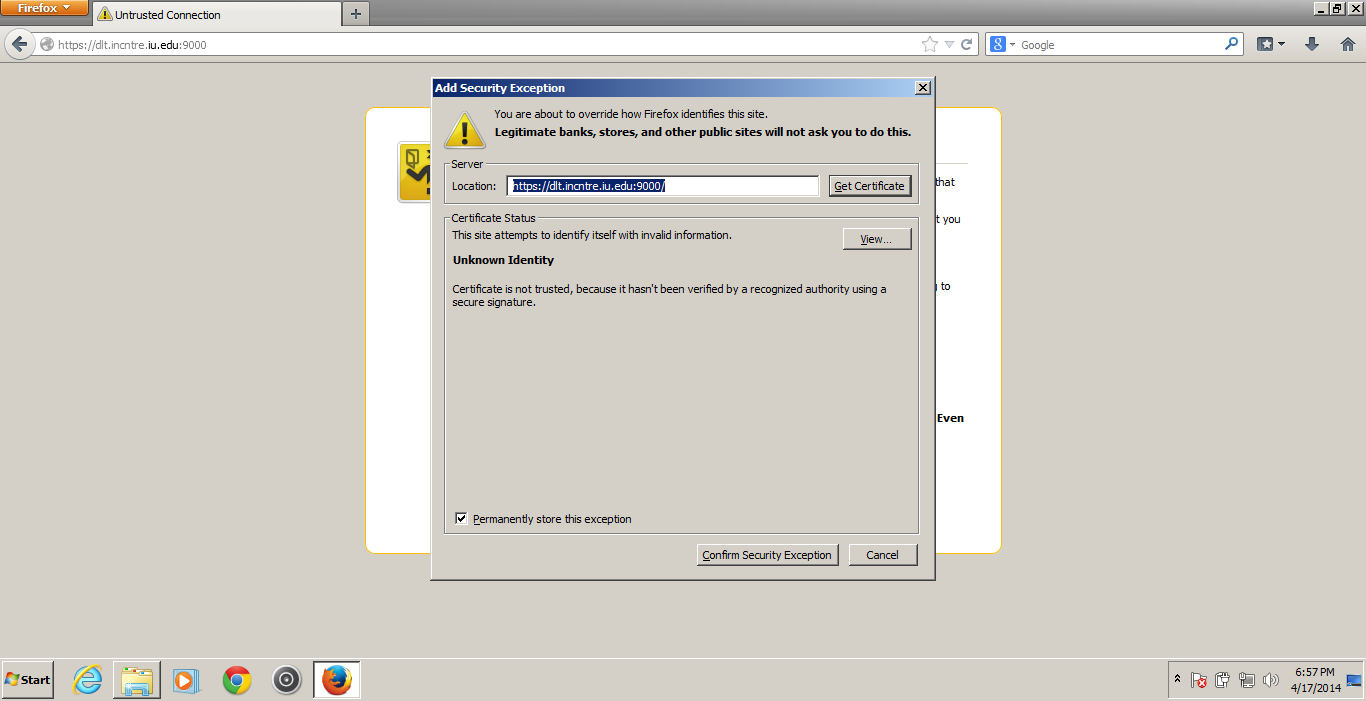 Firefox
Untrusted Connection
https://dlt.incntre.iu.edu:9000
Google
Add Security Exception
You are about to override how Firefox identifies this site.
Legitimate banks, stores, and other public sites will not ask you to do this.
Server
Location: https://dlt.incntre.iu.edu:9000/ Get Certificate
that
Certificate Status
t you
This site attempts to identify itself with invalid information.
View...
Unknown Identity
Certificate is not trusted, because it hasn't been verified by a recognized authority using a
secure signature.
to
Even
Permanently store this exception
Confirm Security Exception Cancel
Start
6:57 PM
4/17/2014